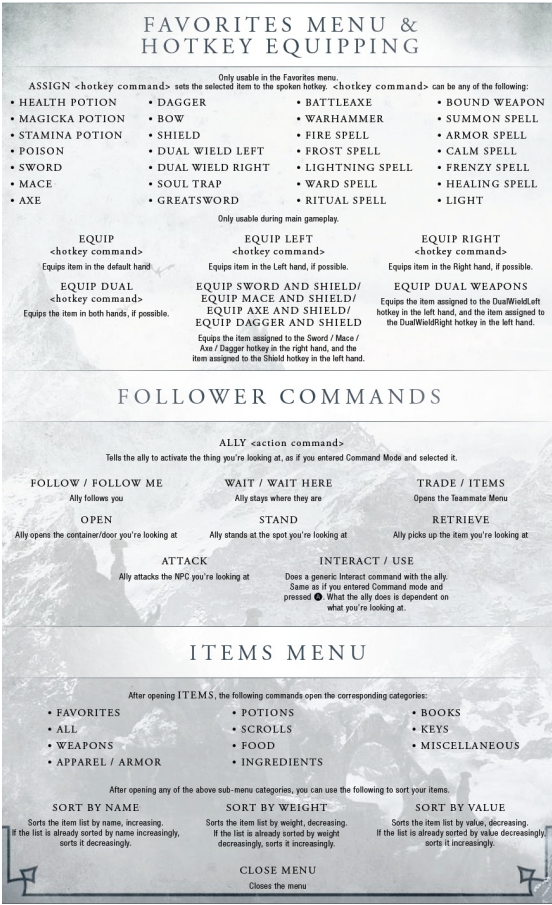 FAVORITES MENU &
HOTKEY EQUIPPING
Only usable in the Favorites menu.
ASSIGN <hotkey command> sets the selected item to the spoken hotkey. <hotkey command> can be any of the following:
• HEALTH POTION
• MAGICKA POTION
• STAMINA POTION
• POISON
• SWORD
• MACE
• AXE
• DAGGER
• BOW
• SHIELD
• DUAL WIELD LEFT
• DUAL WIELD RIGHT
• SOUL TRAP
• GREATSWORD
• BATTLEAXE
• WARHAMMER
• FIRE SPELL
• FROST SPELL
• LIGHTNING SPELL
• WARD SPELL
• RITUAL SPELL
• BOUND WEAPON
• SUMMON SPELL
• ARMOR SPELL
• CALM SPELL
• FRENZY SPELL
• HEALING SPELL
• LIGHT
Only usable during main gameplay.
EQUIP
<hotkey command>
Equips item in the default hand
EQUIP LEFT
<hotkey command>
Equips item in the Left hand, if possible.
EQUIP RIGHT
<hotkey command>
Equips item in the Right hand, if possible.
EQUIP DUAL
<hotkey command>
Equips the item in both hands, if possible.
EQUIP SWORD AND SHIELD/
EQUIP MACE AND SHIELD/
EQUIP AXE AND SHIELD/
EQUIP DAGGER AND SHIELD
Equips the item assigned to the Sword / Mace /
Axe / Dagger hotkey in the right hand, and the
item assigned to the Shield hotkey in the left hand.
EQUIP DUAL WEAPONS
Equips the item assigned to the DualWieldLeft
hotkey in the left hand, and the item assigned to
the DualWieldRight hotkey in the left hand.
FOLLOWER COMMANDS
ALLY <action command>
Tells the ally to activate the thing you're looking at, as if you entered Command Mode and selected it.
FOLLOW / FOLLOW ME
Ally follows you
WAIT / WAIT HERE
Ally stays where they are
TRADE / ITEMS
Opens the Teammate Menu
OPEN
Ally opens the container/door you're looking at
STAND
Ally stands at the spot you're looking at
RETRIEVE
Ally picks up the item you're looking at
ATTACK
Ally attacks the NPC you're looking at
INTERACT / USE
Does a generic Interact command with the ally.
Same as if you entered Command mode and
pressed A. What the ally does is dependent on
what you're looking at.
ITEMS MENU
After opening ITEMS, the following commands open the corresponding categories:
• FAVORITES
• ALL
• WEAPONS
• APPAREL / ARMOR
• POTIONS
• SCROLLS
• FOOD
• INGREDIENTS
• BOOKS
• KEYS
• MISCELLANEOUS
After opening any of the above sub-menu categories, you can use the following to sort your items.
SORT BY NAME
Sorts the item list by name, increasing.
If the list is already sorted by name increasingly,
sorts it decreasingly.
SORT BY WEIGHT
Sorts the item list by weight, decreasing.
If the list is already sorted by weight
decreasingly, sorts it increasingly.
SORT BY VALUE
Sorts the item list by value, decreasing.
If the list is already sorted by value decreasingly,
sorts it increasingly.
CLOSE MENU
Closes the menu